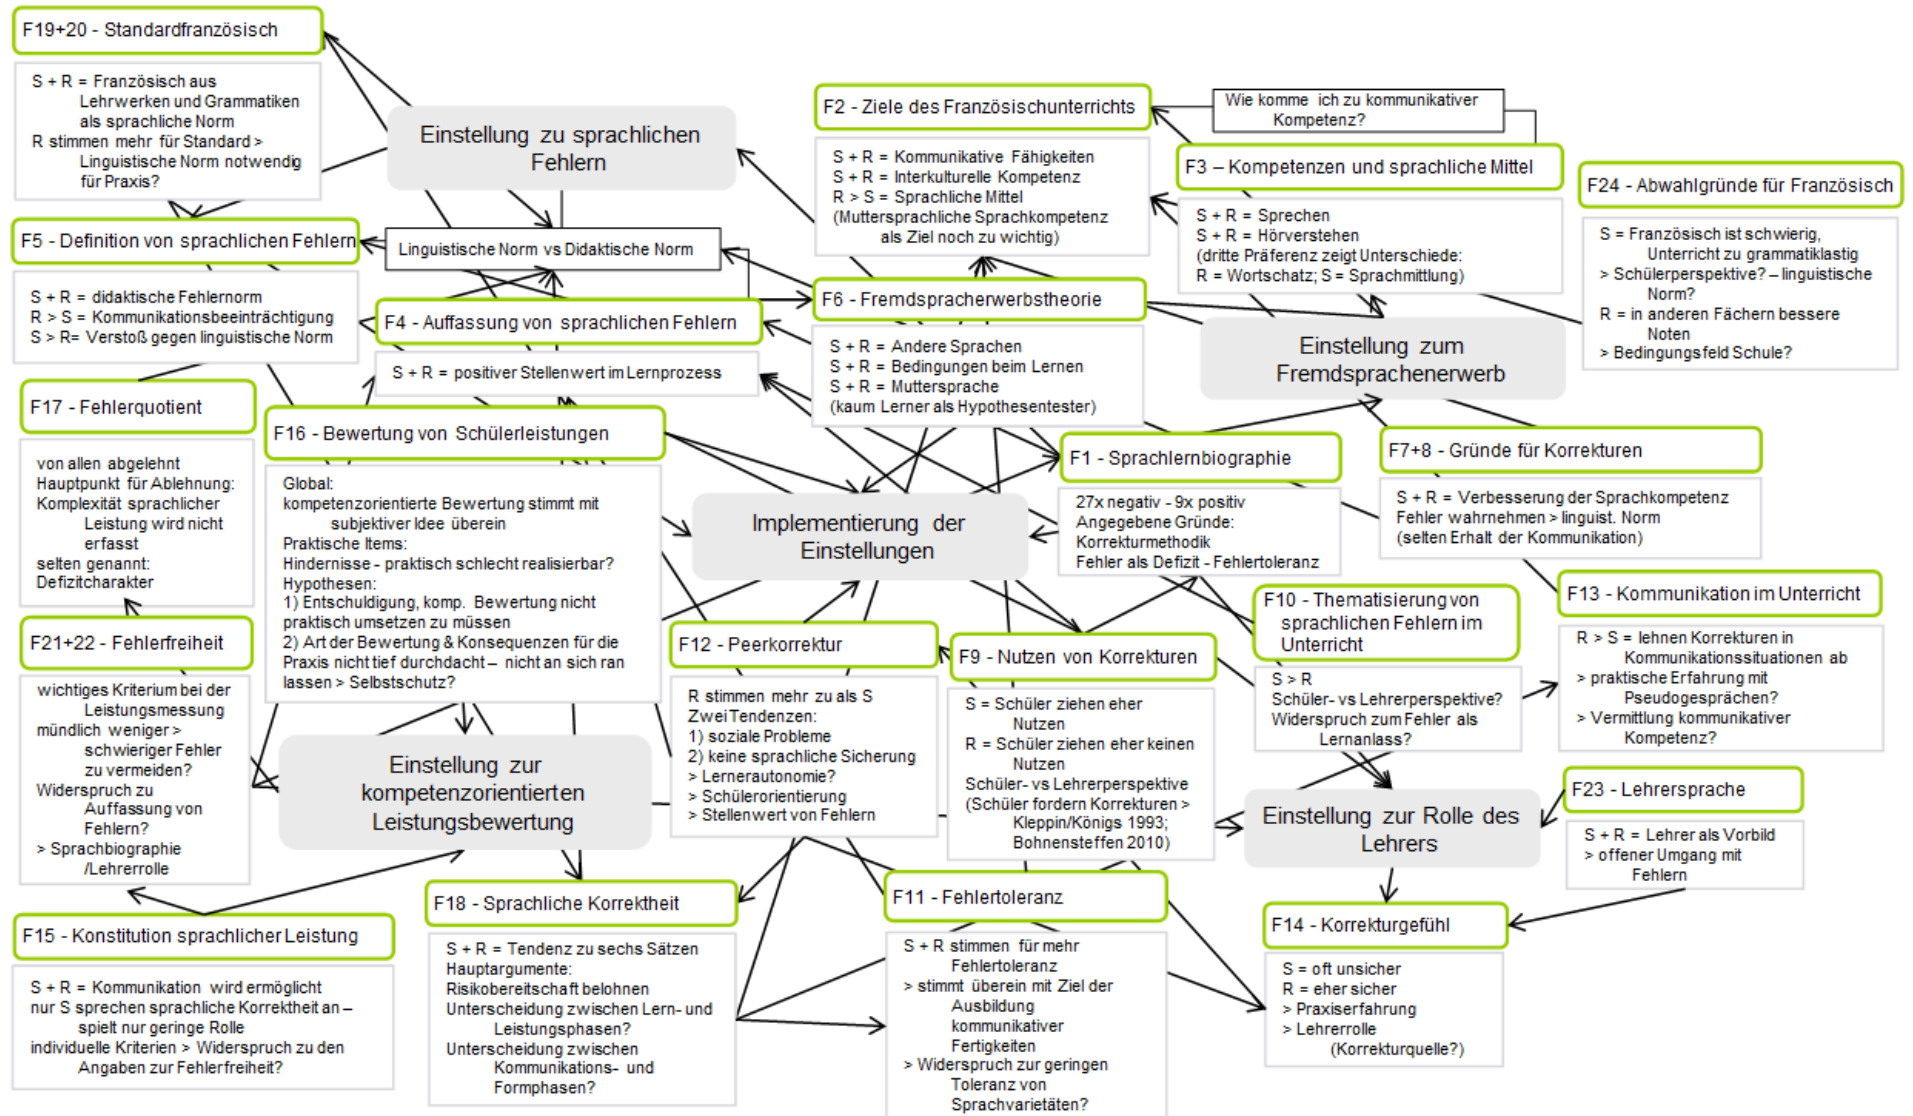 F19+20 - Standardfranzösisch
S + R = Französisch aus
Lehrwerken und Grammatiken
als sprachliche Norm
R stimmen mehr für Standard >
Linguistische Norm notwendig
für Praxis?
Einstellung zu sprachlichen
Fehlern
F2 - Ziele des Französischunterrichts
S + R = Kommunikative Fähigkeiten
S + R = Interkulturelle Kompetenz
R > S = Sprachliche Mittel
(Muttersprachliche Sprachkompetenz
als Ziel noch zu wichtig)
Wie komme ich zu kommunikativer
Kompetenz?
F3 – Kompetenzen und sprachliche Mittel
S + R = Sprechen
S + R = Hörverstehen
(dritte Präferenz zeigt Unterschiede:
R = Wortschatz; S = Sprachmittlung)
F24 - Abwahlgründe für Französisch
S = Französisch ist schwierig,
Unterricht zu grammatiklastig
> Schülerperspektive? – linguistische
Norm?
R = in anderen Fächern bessere
Noten
> Bedingungsfeld Schule?
F5 - Definition von sprachlichen Fehlern
S + R = didaktische Fehlernorm
R > S = Kommunikationsbeeinträchtigung
S > R= Verstoß gegen linguistische Norm
Linguistische Norm vs Didaktische Norm
F4 - Auffassung von sprachlichen Fehlern
S + R = positiver Stellenwert im Lernprozess
F6 - Fremdspracherwerbstheorie
S + R = Andere Sprachen
S + R = Bedingungen beim Lernen
S + R = Muttersprache
(kaum Lerner als Hypothesentester)
Einstellung zum
Fremdsprachenerwerb
F17 - Fehlerquotient
von allen abgelehnt
Hauptpunkt für Ablehnung:
Komplexität sprachlicher
Leistung wird nicht
erfasst
selten genannt:
Defizitcharakter
F16 - Bewertung von Schülerleistungen
Global:
kompetenzorientierte Bewertung stimmt mit
subjektiver Idee überein
Praktische Items:
Hindernisse - praktisch schlecht realisierbar?
Hypothesen:
1) Entschuldigung, komp. Bewertung nicht
praktisch umsetzen zu müssen
2) Art der Bewertung & Konsequenzen für die
Praxis nicht tief durchdacht – nicht an sich ran
lassen > Selbstschutz?
Implementierung der
Einstellungen
F1 - Sprachlernbiographie
27x negativ - 9x positiv
Angegebene Gründe:
Korrekturmethodik
Fehler als Defizit - Fehlertoleranz
F7+8 - Gründe für Korrekturen
S + R = Verbesserung der Sprachkompetenz
Fehler wahrnehmen > linguist. Norm
(selten Erhalt der Kommunikation)
F21+22 - Fehlerfreiheit
wichtiges Kriterium bei der
Leistungsmessung
mündlich weniger >
schwieriger Fehler
zu vermeiden?
Widerspruch zu
Auffassung von
Fehlern?
> Sprachbiographie
/Lehrerrolle
Einstellung zur
kompetenzorientierten
Leistungsbewertung
F12 - Peerkorrektur
R stimmen mehr zu als S
Zwei Tendenzen:
1) soziale Probleme
2) keine sprachliche Sicherung
> Lernerautonomie?
> Schülerorientierung
> Stellenwert von Fehlern
F9 - Nutzen von Korrekturen
S = Schüler ziehen eher
Nutzen
R = Schüler ziehen eher keinen
Nutzen
Schüler- vs Lehrerperspektive
(Schüler fordern Korrekturen >
Kleppin/Königs 1993;
Bohnensteffen 2010)
F10 - Thematisierung von
sprachlichen Fehlern im
Unterricht
S > R
Schüler- vs Lehrerperspektive?
Widerspruch zum Fehler als
Lernanlass?
F13 - Kommunikation im Unterricht
R > S = lehnen Korrekturen in
Kommunikationssituationen ab
> praktische Erfahrung mit
Pseudogesprächen?
> Vermittlung kommunikativer
Kompetenz?
Einstellung zur Rolle des
Lehrers
F23 - Lehrersprache
S + R = Lehrer als Vorbild
> offener Umgang mit
Fehlern
F15 - Konstitution sprachlicher Leistung
S + R = Kommunikation wird ermöglicht
nur S sprechen sprachliche Korrektheit an –
spielt nur geringe Rolle
individuelle Kriterien > Widerspruch zu den
Angaben zur Fehlerfreiheit?
F18 - Sprachliche Korrektheit
S + R = Tendenz zu sechs Sätzen
Hauptargumente:
Risikobereitschaft belohnen
Unterscheidung zwischen Lern- und
Leistungsphasen?
Unterscheidung zwischen
Kommunikations- und
Formphasen?
F11 - Fehlertoleranz
S + R stimmen für mehr
Fehlertoleranz
> stimmt überein mit Ziel der
Ausbildung
kommunikativer
Fertigkeiten
> Widerspruch zur geringen
Toleranz von
Sprachvarietäten?
F14 - Korrekturgefühl
S = oft unsicher
R = eher sicher
> Praxiserfahrung
> Lehrerrolle
(Korrekturquelle?)